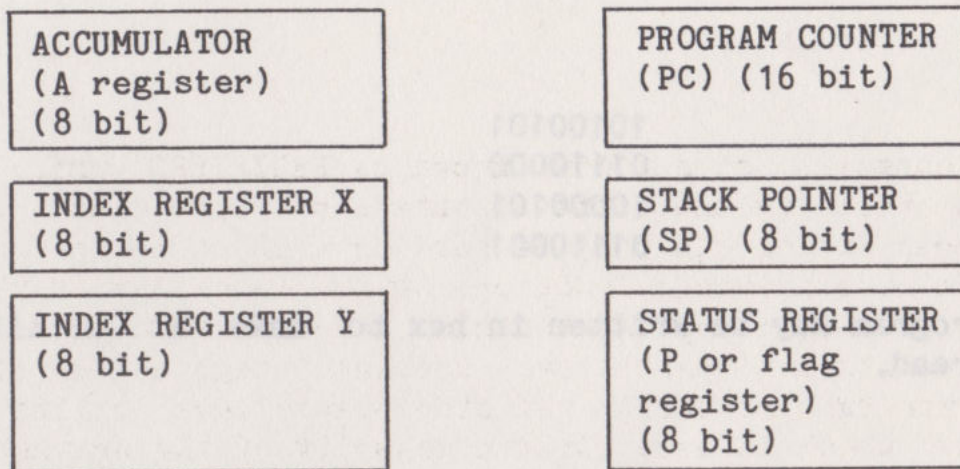 ACCUMULATOR
(A register)
(8 bit)
PROGRAM COUNTER
(PC) (16 bit)
INDEX REGISTER X
(8 bit)
STACK POINTER
(SP) (8 bit)
INDEX REGISTER Y
(8 bit)
STATUS REGISTER
(P or flag
register)
(8 bit)